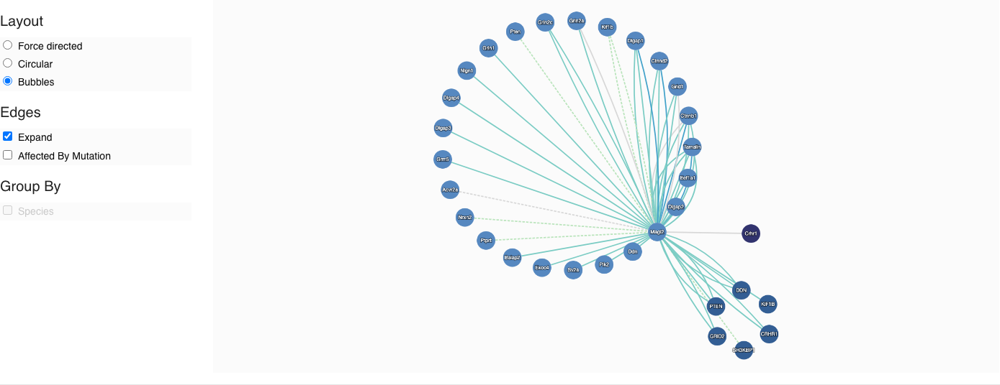 Layout
Force directed
Circular
Bubbles
Edges
Expand
Affected By Mutation
Group By
Species
Grin2c
Grin2a
Kif1b
Pten
Dlgap1
Grin1
Ctnnd2
Nlgn1
Grid1
Dlgap4
Ctnnb1
Dlgap3
Tamalin
Grm5
Eef1a1
Acvr2a
Dlgap2
Nrxn2
Magi2
Crhr1
Ptprt
Ddn
Baiap2
Plk2
Exoc4
Sv2a
DDN
KIF1B
PTEN
CRHR1
GRID2
SH3KBP1